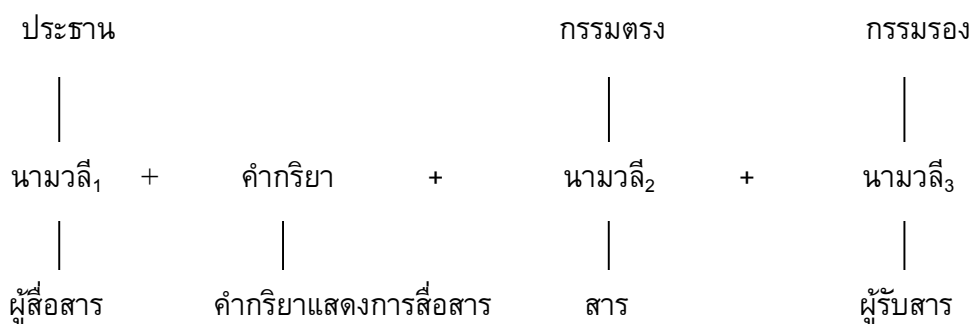 ประธาน กรรมตรง กรรมรอง
นามวลี₁ + คำกริยา + นามวลี₂ + นามวลี₃
ผู้สื่อสาร คำกริยาแสดงการสื่อสาร สาร ผู้รับสาร